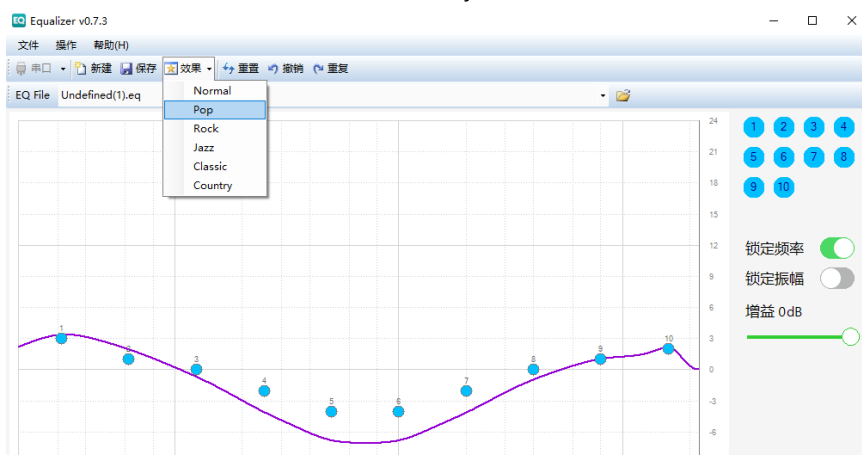 Equalizer v0.7.3
文件 操作 帮助(H)
串口 新建 保存 效果 重置 撤销 重复
EQ File Undefined(1).eq
Normal
Pop
Rock
Jazz
Classic
Country
24
21
18
15
12
9
6
3
0
-3
-6
1 2 3 4 5 6 7 8 9 10
1 2 3 4
5 6 7 8
9 10
锁定频率
锁定振幅
增益 0dB